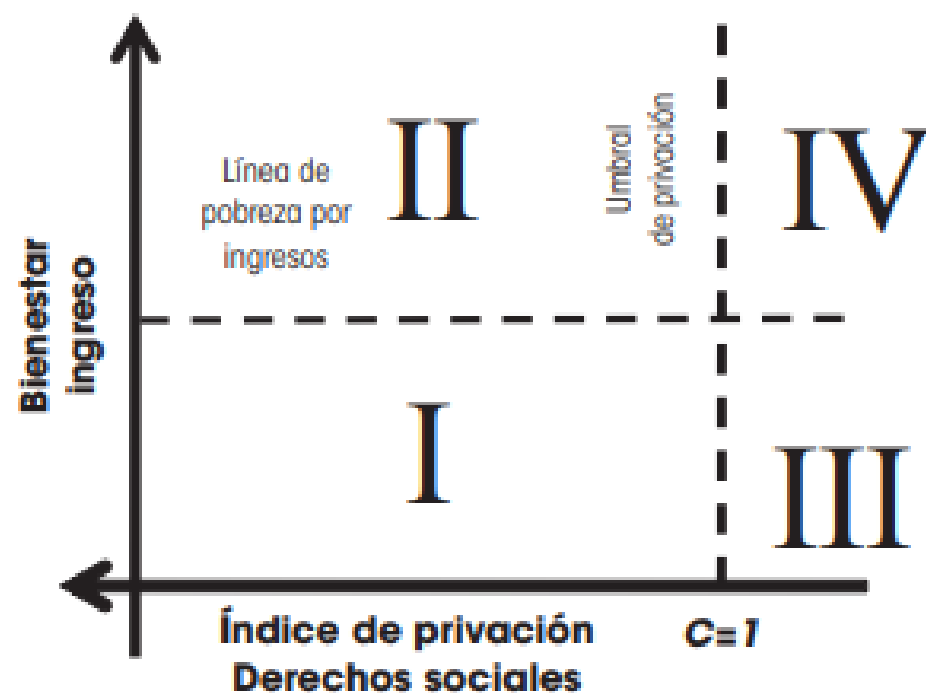 II
IV
Línea de
pobreza por
ingresos
Umbral
de privación
Bienestar
ingreso
I
III
Índice de privación
Derechos sociales
C=1